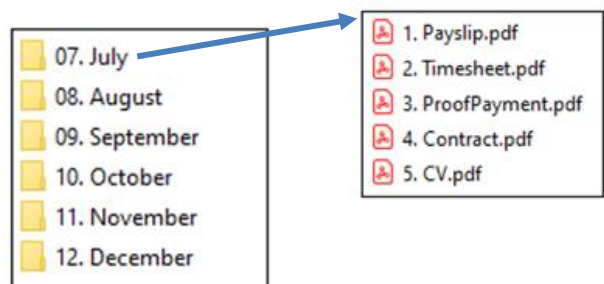 07. July
08. August
09. September
10. October
11. November
12. December
1. Payslip.pdf
2. Timesheet.pdf
3. ProofPayment.pdf
4. Contract.pdf
5. CV.pdf